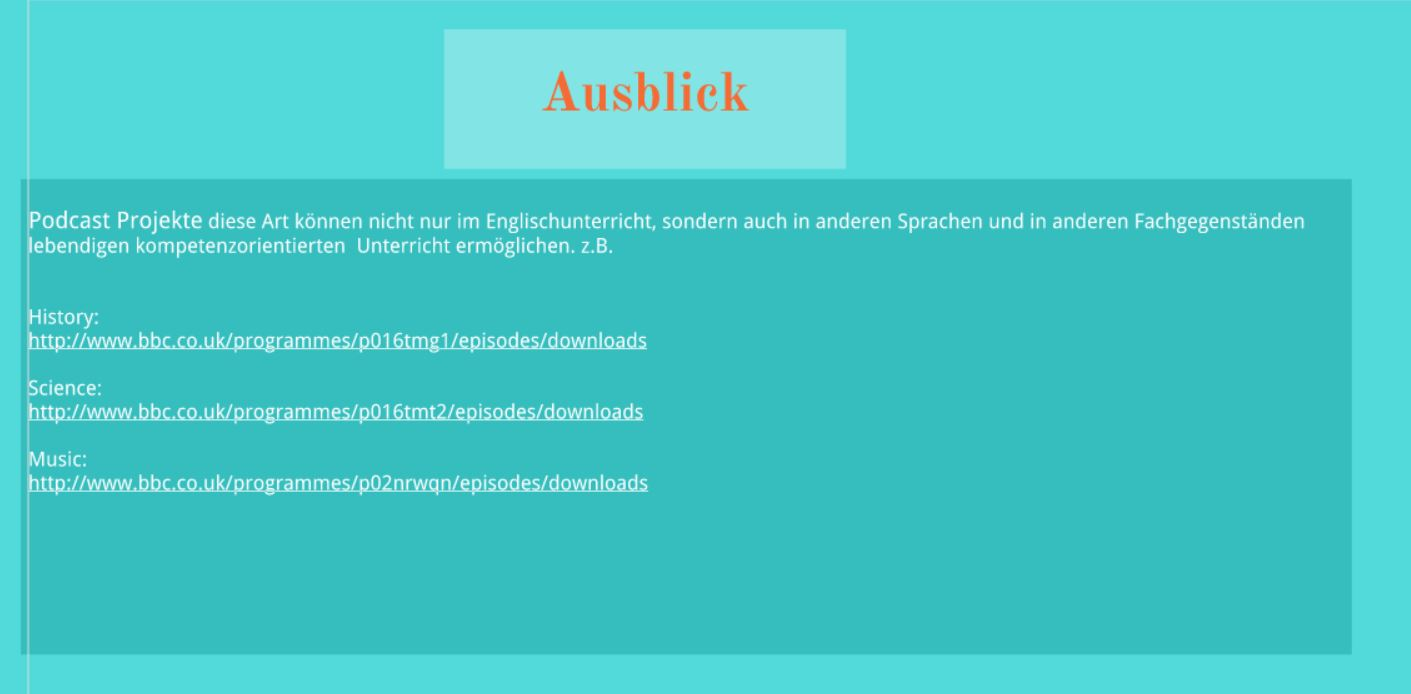 Ausblick
Podcast Projekte diese Art können nicht nur im Englischunterricht, sondern auch in anderen Sprachen und in anderen Fachgegenständen
lebendigen kompetenzorientierten  Unterricht ermöglichen. z.B.
History:
http://www.bbc.co.uk/programmes/p016tmg1/episodes/downloads
Science:
http://www.bbc.co.uk/programmes/p016tmt2/episodes/downloads
Music:
http://www.bbc.co.uk/programmes/p02nrwqn/episodes/downloads